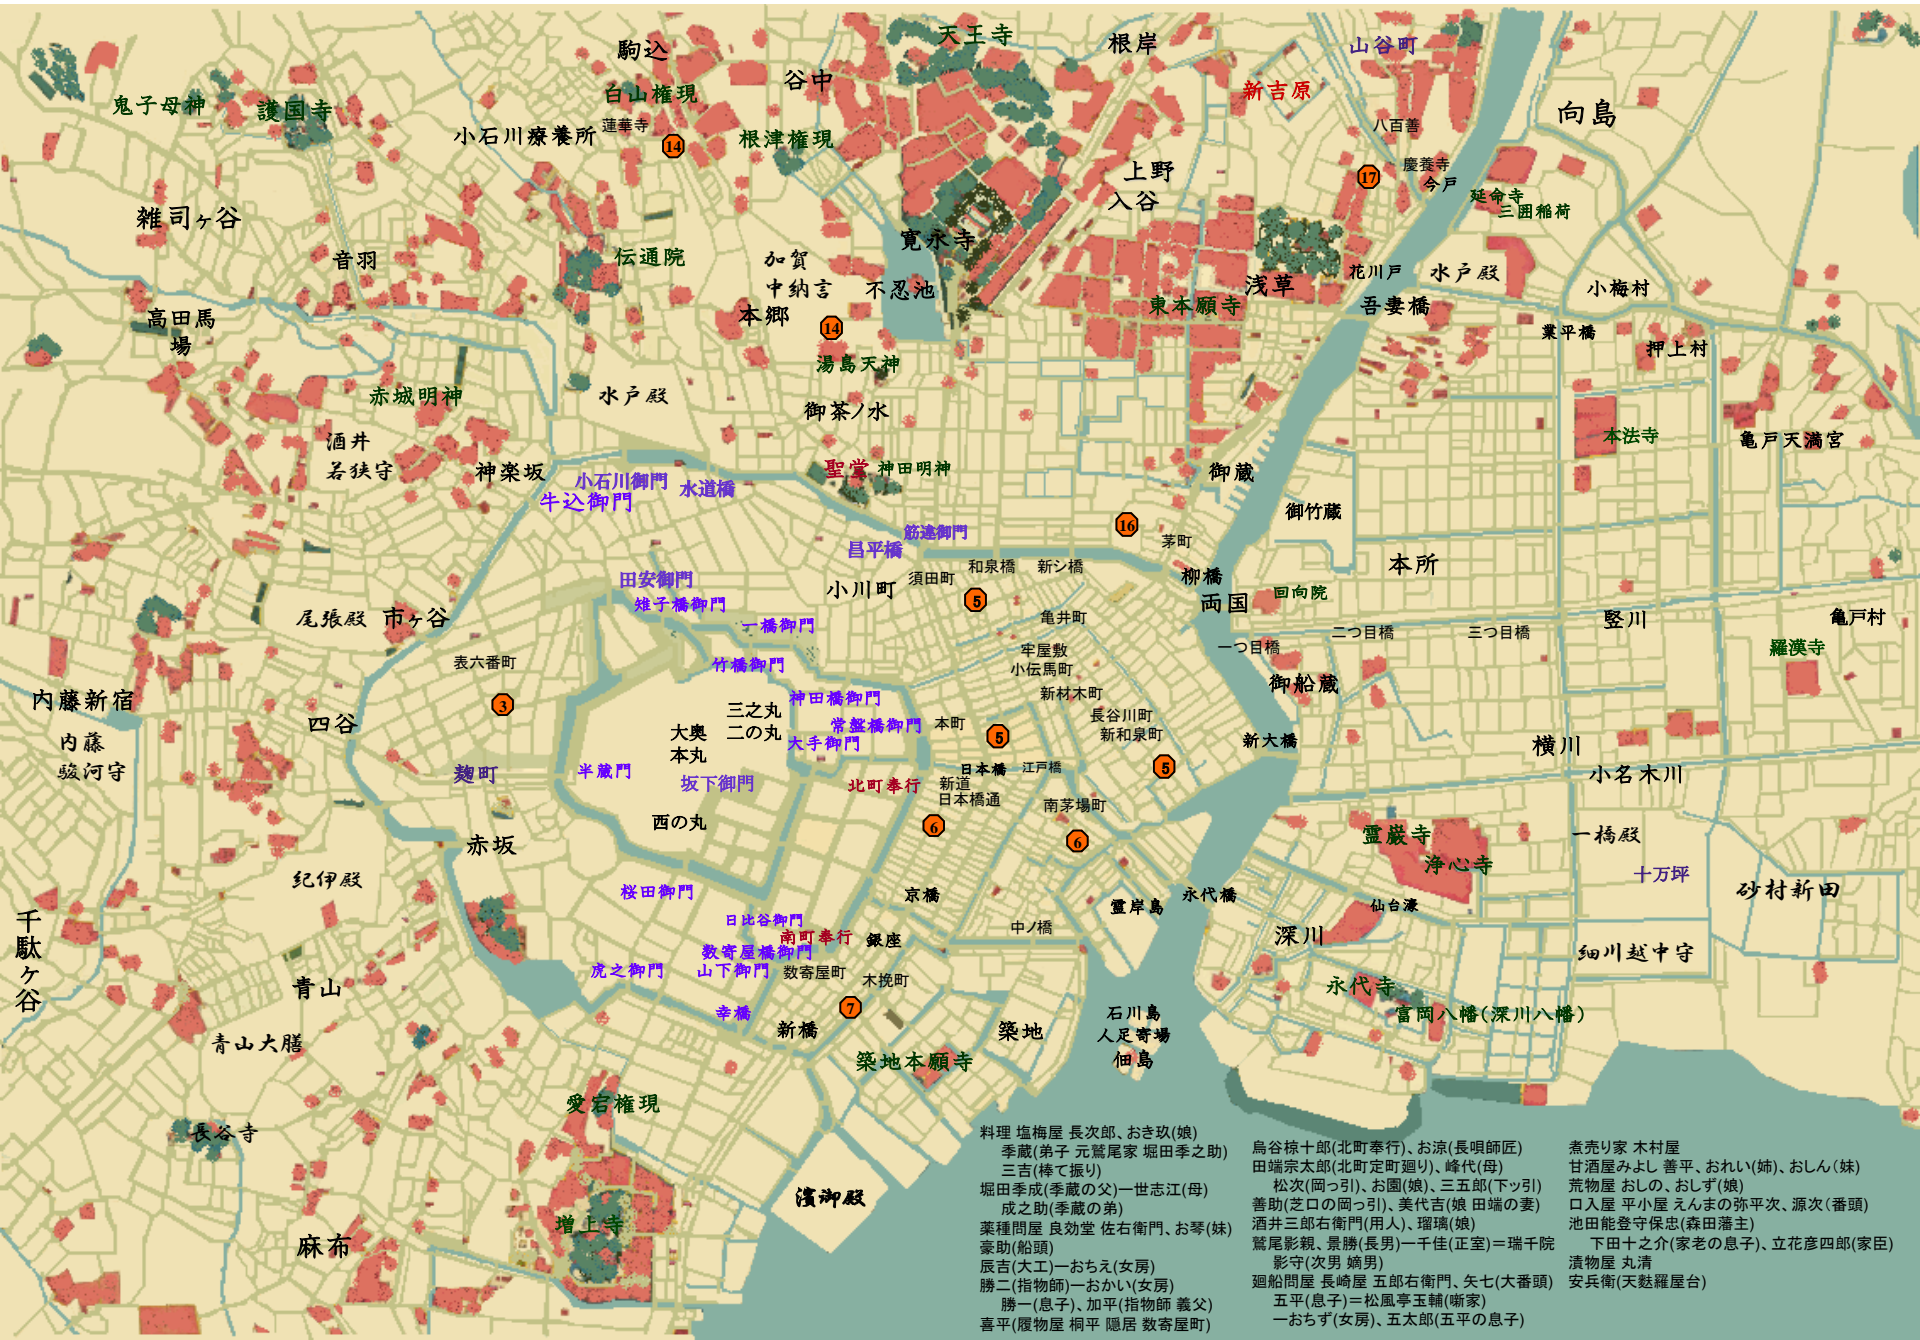 駒込
天王寺
根岸
山谷町
谷中
新吉原
鬼子母神
護国寺
白山権現
蓮華寺
小石川療養所
14
根津権現
向島
八百善
慶養寺
今戸
17
上野
入谷
延命寺
三囲稲荷
雑司ヶ谷
音羽
伝通院
加賀
中納言
本郷
寛永寺
不忍池
14
浅草
花川戸
水戸殿
東本願寺
吾妻橋
小梅村
業平橋
押上村
高田馬
場
湯島天神
赤城明神
水戸殿
御茶ノ水
酒井
若狭守
神楽坂
聖堂
神田明神
御蔵
本法寺
亀戸天満宮
小石川御門
牛込御門
水道橋
御竹蔵
筋違御門
昌平橋
16
茅町
本所
田安御門
雉子橋御門
小川町
須田町
和泉橋
新シ橋
5
柳橋
両国
回向院
尾張殿
市ヶ谷
一橋御門
亀井町
二つ目橋
三つ目橋
竪川
亀戸村
表六番町
竹橋御門
牢屋敷
小伝馬町
一つ目橋
羅漢寺
内藤新宿
3
神田橋御門
新材木町
御船蔵
四谷
三之丸
二の丸
常盤橋御門
大手御門
本町
5
長谷川町
新和泉町
大奥
本丸
新大橋
横川
内藤
駿河守
麹町
半蔵門
坂下御門
北町奉行
日本橋
江戸橋
5
小名木川
新道
日本橋通
南茅場町
西の丸
6
6
赤坂
霊巌寺
浄心寺
一橋殿
十万坪
砂村新田
紀伊殿
桜田御門
京橋
霊岸島
永代橋
仙台濠
千駄ヶ谷
日比谷御門
南町奉行
銀座
中ノ橋
深川
細川越中守
数寄屋橋御門
虎之御門
山下御門
数寄屋町
木挽町
青山
永代寺
富岡八幡(深川八幡)
幸橋
7
新橋
築地
石川島
人足寄場
佃島
青山大膳
築地本願寺
愛宕権現
長谷寺
濱御殿
増上寺
麻布
料理 塩梅屋 長次郎、おき玖(娘)
季蔵(弟子 元鷲尾家 堀田季之助)
三吉(棒て振り)
堀田季成(季蔵の父)ー世志江(母)
成之助(季蔵の弟)
薬種問屋 良効堂 佐右衛門、お琴(妹)
豪助(船頭)
辰吉(大工)ーおちえ(女房)
勝二(指物師)ーおかい(女房)
勝一(息子)、加平(指物師 義父)
喜平(履物屋 桐平 隠居 数寄屋町)
烏谷椋十郎(北町奉行)、お涼(長唄師匠)
田端宗太郎(北町定町廻り)、峰代(母)
松次(岡っ引)、お園(娘)、三五郎(下ッ引)
善助(芝口の岡っ引)、美代吉(娘 田端の妻)
酒井三郎右衛門(用人)、瑠璃(娘)
鷲尾影親、景勝(長男)ー千佳(正室)＝瑞千院
影守(次男 嫡男)
廻船問屋 長崎屋 五郎右衛門、矢七(大番頭)
五平(息子)＝松風亭玉輔(噺家)
ーおちず(女房)、五太郎(五平の息子)
煮売り家 木村屋
甘酒屋みよし 善平、おれい(姉)、おしん(妹)
荒物屋 おしの、おしず(娘)
口入屋 平小屋 えんまの弥平次、源次(番頭)
池田能登守保忠(森田藩主)
下田十之介(家老の息子)、立花彦四郎(家臣)
漬物屋 丸清
安兵衛(天麩羅屋台)